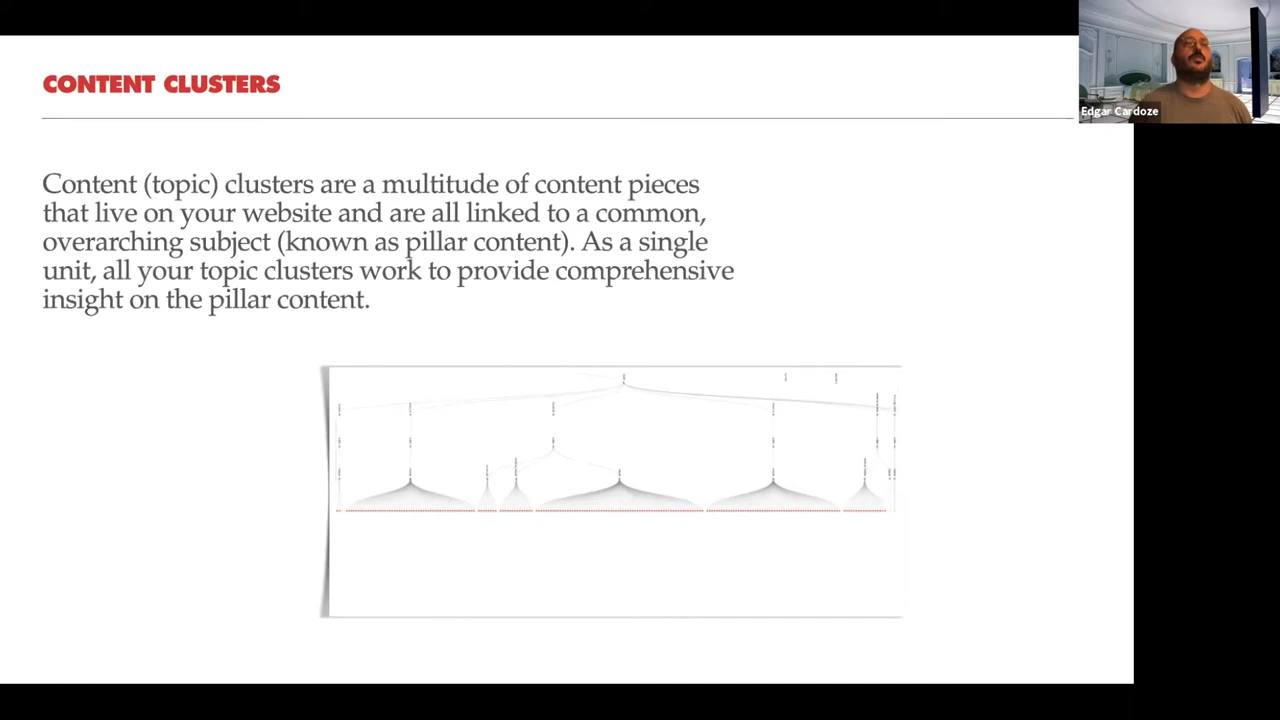 CONTENT CLUSTERS
Edgar Cardoze
Content (topic) clusters are a multitude of content pieces
that live on your website and are all linked to a common,
overarching subject (known as pillar content). As a single
unit, all your topic clusters work to provide comprehensive
insight on the pillar content.